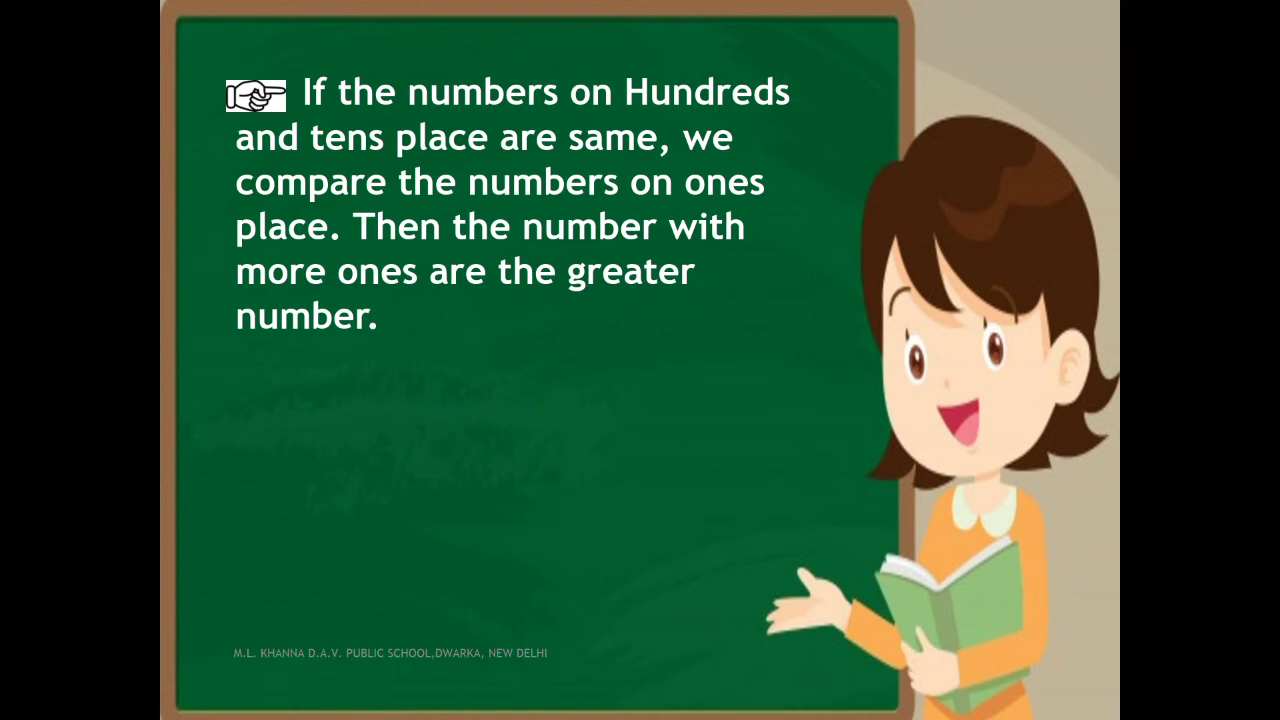 If the numbers on Hundreds
and tens place are same, we
compare the numbers on ones
place. Then the number with
more ones are the greater
number.
M.L. KHANNA D.A.V. PUBLIC SCHOOL,DWARKA, NEW DELHI